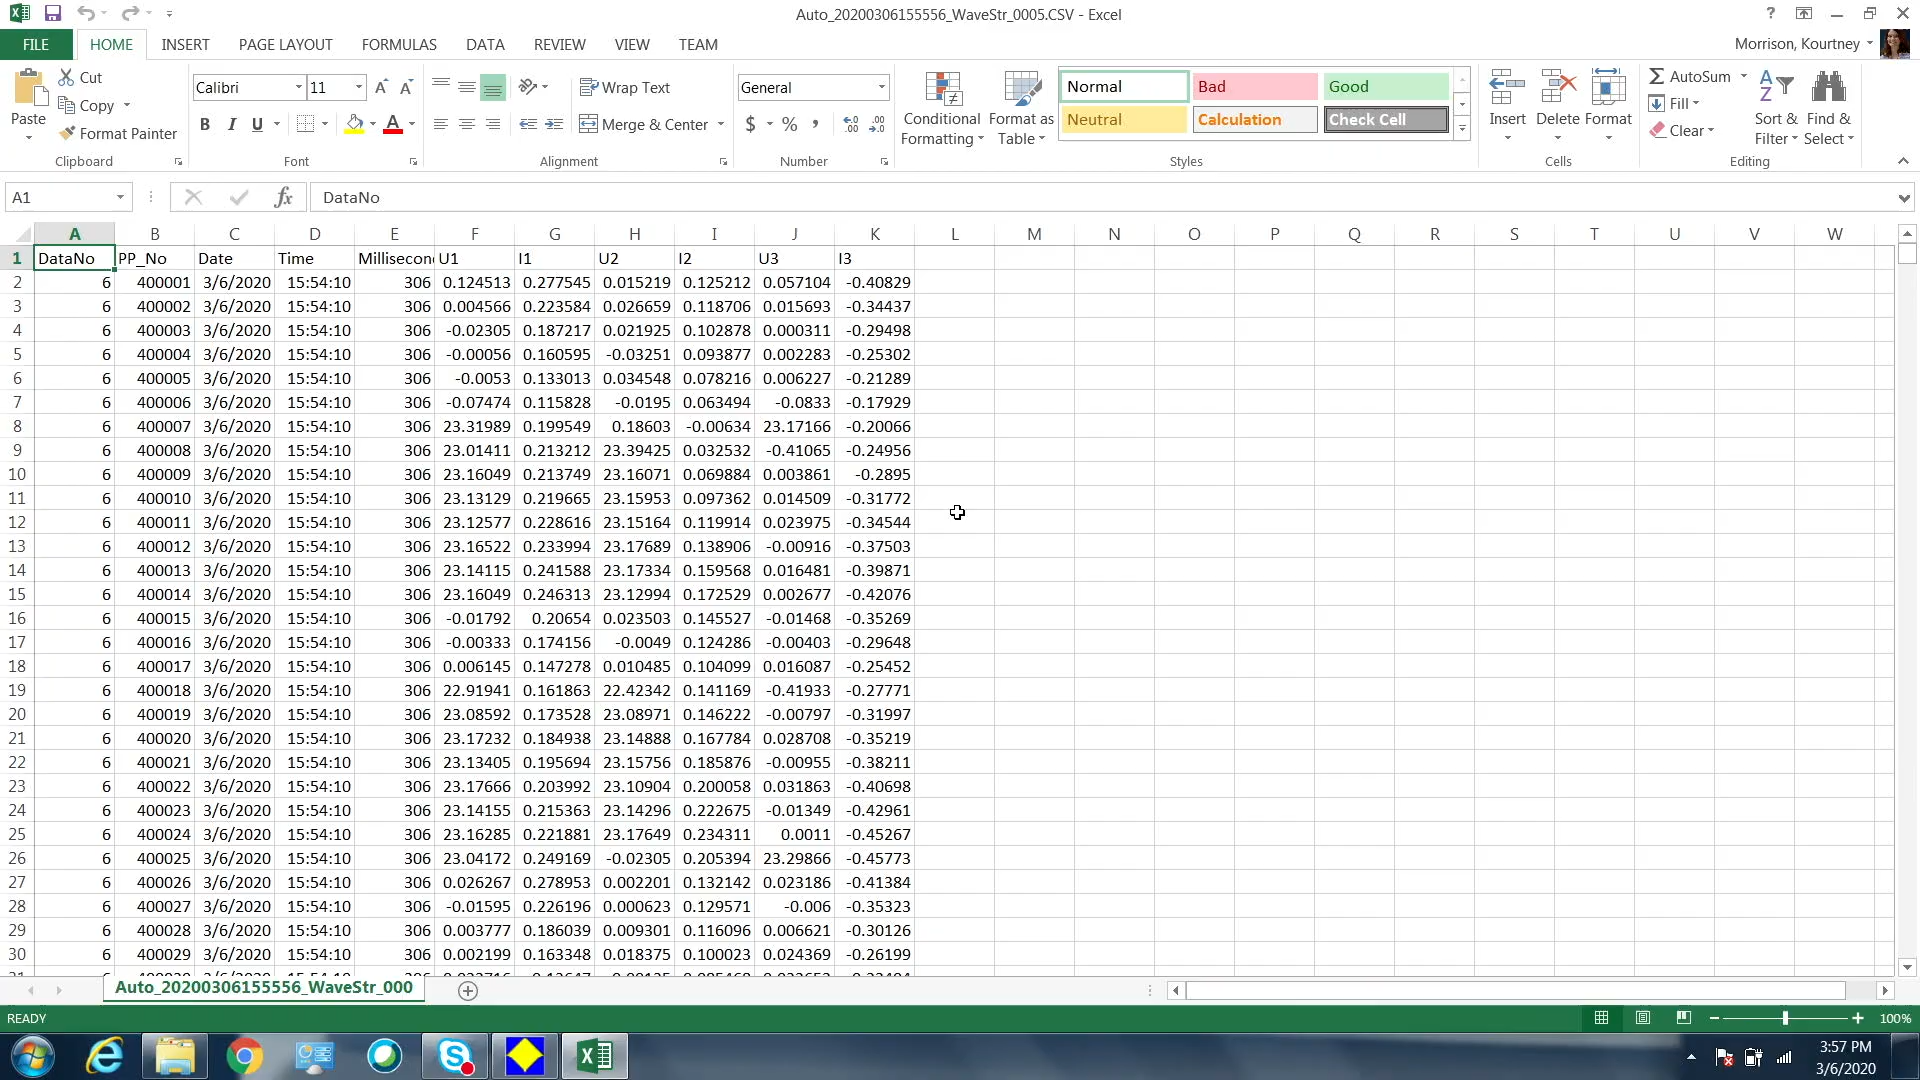 Auto_20200306155556_WaveStr_0005.CSV - Excel
?
FILE HOME INSERT PAGE LAYOUT FORMULAS DATA REVIEW VIEW TEAM Morrison, Kourtney
Paste Cut Copy Format Painter
Calibri 11 A A B I U A
Wrap Text Merge & Center
General $ % ,
Conditional Formatting Format as Table
Normal Bad Good
Neutral Calculation Check Cell
Insert Delete Format
AutoSum Fill Clear Sort & Filter Find & Select
Clipboard Font Alignment Number Styles Cells Editing
A1 fx DataNo
A B C D E F G H I J K L M N O P Q R S T U V W
1 DataNo PP_No Date Time Millisecond U1 I1 U2 I2 U3 I3
2 6 400001 3/6/2020 15:54:10 306 0.124513 0.277545 0.015219 0.125212 0.057104 -0.40829
3 6 400002 3/6/2020 15:54:10 306 0.004566 0.223584 0.026659 0.118706 0.015693 -0.34437
4 6 400003 3/6/2020 15:54:10 306 -0.02305 0.187217 0.021925 0.102878 0.000311 -0.29498
5 6 400004 3/6/2020 15:54:10 306 -0.00056 0.160595 -0.03251 0.093877 0.002283 -0.25302
6 6 400005 3/6/2020 15:54:10 306 -0.0053 0.133013 0.034548 0.078216 0.006227 -0.21289
7 6 400006 3/6/2020 15:54:10 306 -0.07474 0.115828 -0.0195 0.063494 -0.0833 -0.17929
8 6 400007 3/6/2020 15:54:10 306 23.31989 0.199549 0.18603 -0.00634 23.17166 -0.20066
9 6 400008 3/6/2020 15:54:10 306 23.01411 0.213212 23.39425 0.032532 -0.41065 -0.24956
10 6 400009 3/6/2020 15:54:10 306 23.16049 0.213749 23.16071 0.069884 0.003861 -0.2895
11 6 400010 3/6/2020 15:54:10 306 23.13129 0.219665 23.15953 0.097362 0.014509 -0.31772
12 6 400011 3/6/2020 15:54:10 306 23.12577 0.228616 23.15164 0.119914 0.023975 -0.34544
13 6 400012 3/6/2020 15:54:10 306 23.16522 0.233994 23.17689 0.138906 -0.00916 -0.37503
14 6 400013 3/6/2020 15:54:10 306 23.14115 0.241588 23.17334 0.159568 0.016481 -0.39871
15 6 400014 3/6/2020 15:54:10 306 23.16049 0.246313 23.12994 0.172529 0.002677 -0.42076
16 6 400015 3/6/2020 15:54:10 306 -0.01792 0.20654 0.023503 0.145527 -0.01468 -0.35269
17 6 400016 3/6/2020 15:54:10 306 -0.00333 0.174156 -0.0049 0.124286 -0.00403 -0.29648
18 6 400017 3/6/2020 15:54:10 306 0.006145 0.147278 0.010485 0.104099 0.016087 -0.25452
19 6 400018 3/6/2020 15:54:10 306 22.91941 0.161863 22.42342 0.141169 -0.41933 -0.27771
20 6 400019 3/6/2020 15:54:10 306 23.08592 0.173528 23.08971 0.146222 -0.00797 -0.31997
21 6 400020 3/6/2020 15:54:10 306 23.17232 0.184938 23.14888 0.167784 0.028708 -0.35219
22 6 400021 3/6/2020 15:54:10 306 23.13405 0.195694 23.15756 0.185876 -0.00955 -0.38211
23 6 400022 3/6/2020 15:54:10 306 23.17666 0.203992 23.10904 0.200058 0.031863 -0.40698
24 6 400023 3/6/2020 15:54:10 306 23.14155 0.215363 23.14296 0.222675 -0.01349 -0.42961
25 6 400024 3/6/2020 15:54:10 306 23.16285 0.221881 23.17649 0.234311 0.0011 -0.45267
26 6 400025 3/6/2020 15:54:10 306 23.04172 0.249169 -0.02305 0.205394 23.29866 -0.45773
27 6 400026 3/6/2020 15:54:10 306 0.026267 0.278953 0.002201 0.132142 0.023186 -0.41384
28 6 400027 3/6/2020 15:54:10 306 -0.01595 0.226196 0.000623 0.129571 -0.006 -0.35323
29 6 400028 3/6/2020 15:54:10 306 0.003777 0.186039 0.009301 0.116096 0.006621 -0.30126
30 6 400029 3/6/2020 15:54:10 306 0.002199 0.163348 0.018375 0.100023 0.024369 -0.26199
Auto_20200306155556_WaveStr_000
READY 100%
3:57 PM
3/6/2020